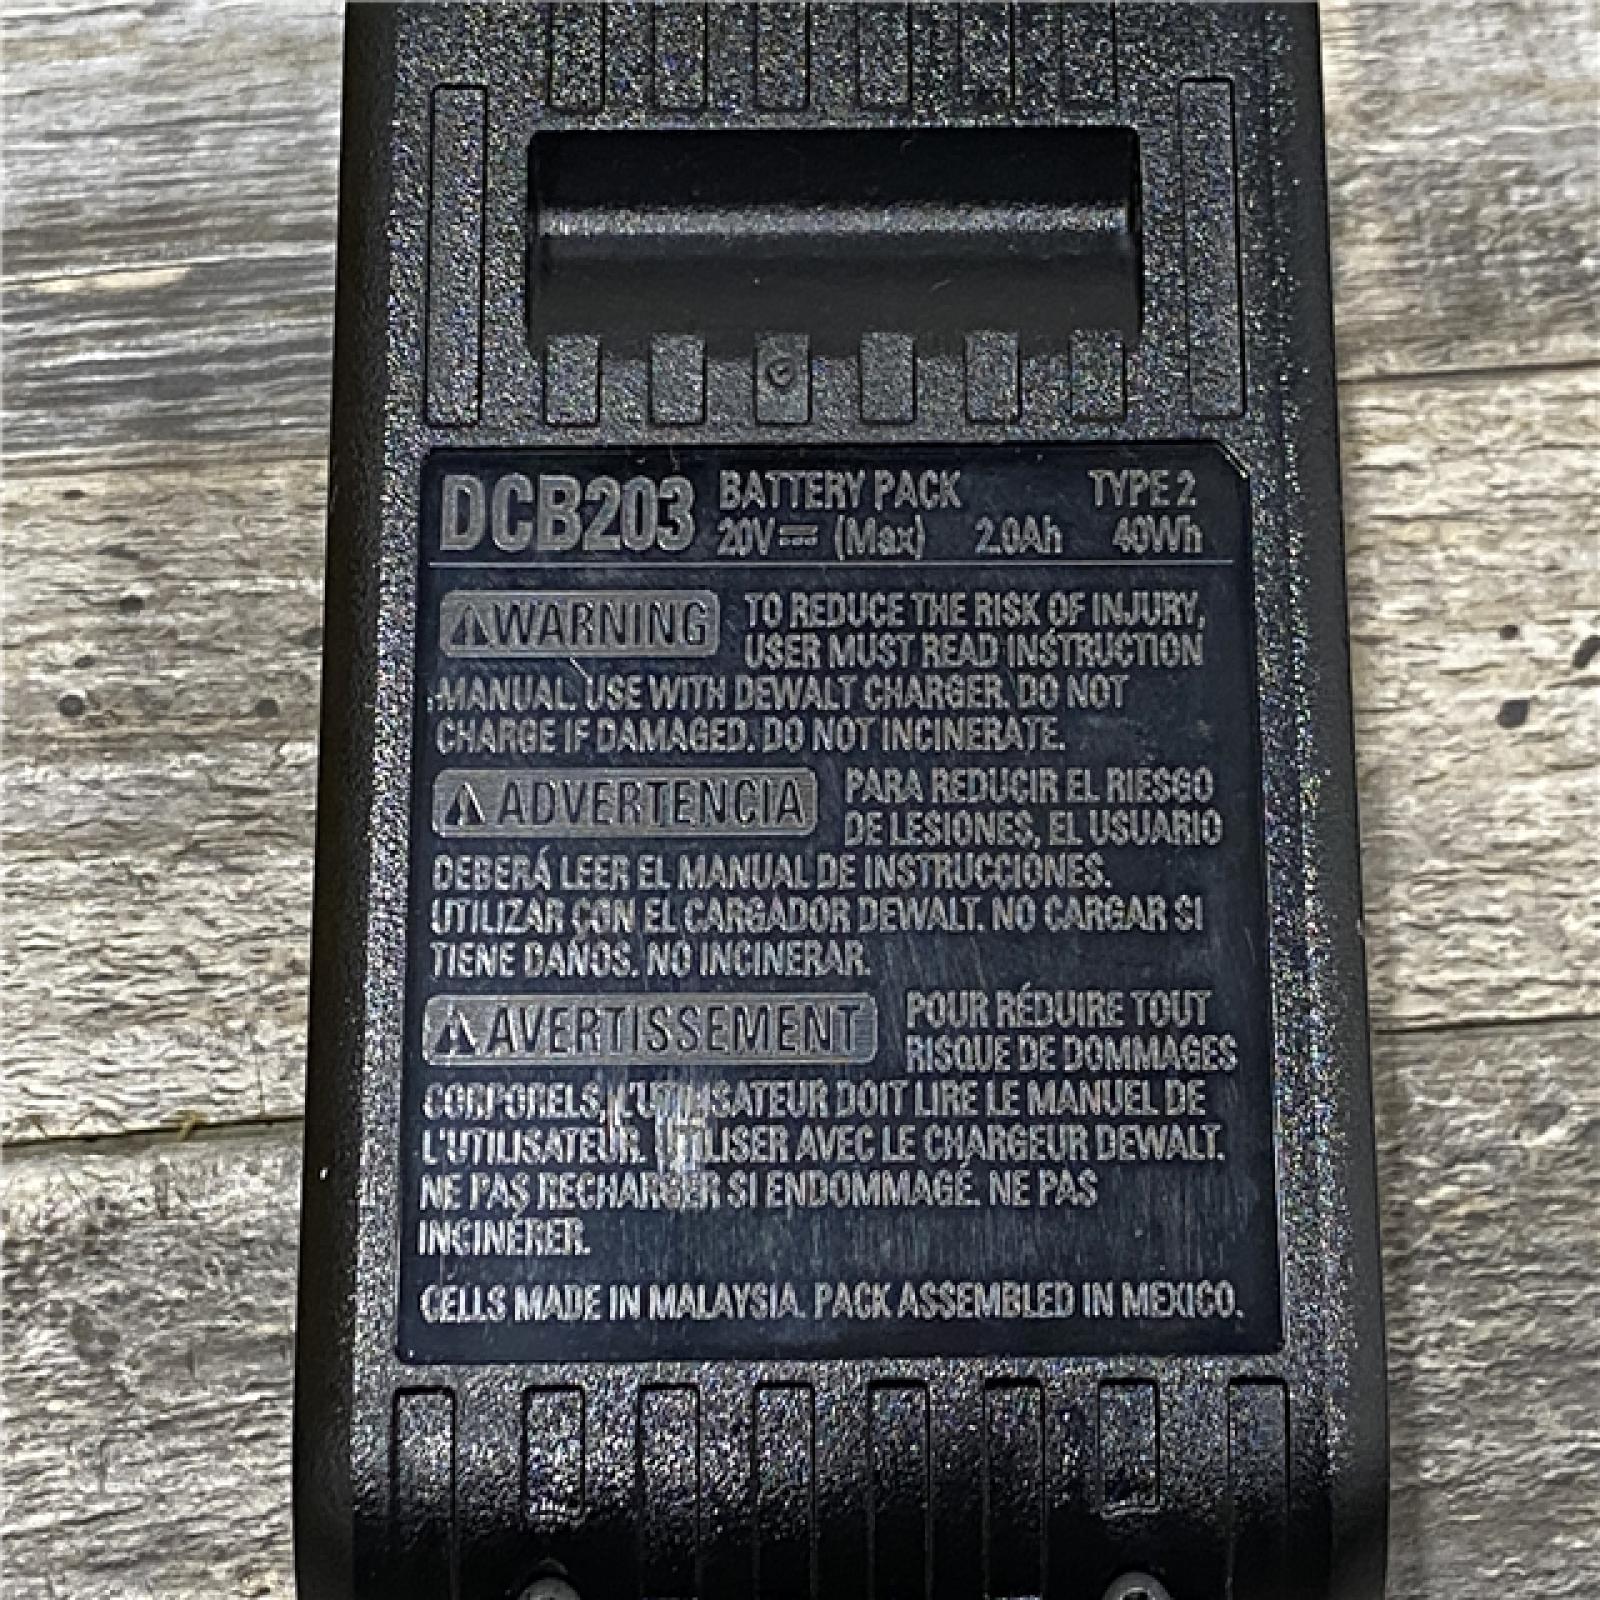 DCB203 BATTERY PACK TYPE 2
20V⎓ (Max) 2.0Ah 40Wh
⚠WARNING TO REDUCE THE RISK OF INJURY,
USER MUST READ INSTRUCTION
MANUAL. USE WITH DEWALT CHARGER. DO NOT
CHARGE IF DAMAGED. DO NOT INCINERATE.
⚠ADVERTENCIA PARA REDUCIR EL RIESGO
DE LESIONES, EL USUARIO
DEBERÁ LEER EL MANUAL DE INSTRUCCIONES.
UTILIZAR CON EL CARGADOR DEWALT. NO CARGAR SI
TIENE DAÑOS. NO INCINERAR.
⚠AVERTISSEMENT POUR RÉDUIRE TOUT
RISQUE DE DOMMAGES
CORPORELS, L'UTILISATEUR DOIT LIRE LE MANUEL DE
L'UTILISATEUR. UTILISER AVEC LE CHARGEUR DEWALT.
NE PAS RECHARGER SI ENDOMMAGÉ. NE PAS
INCINÉRER.
CELLS MADE IN MALAYSIA. PACK ASSEMBLED IN MEXICO.